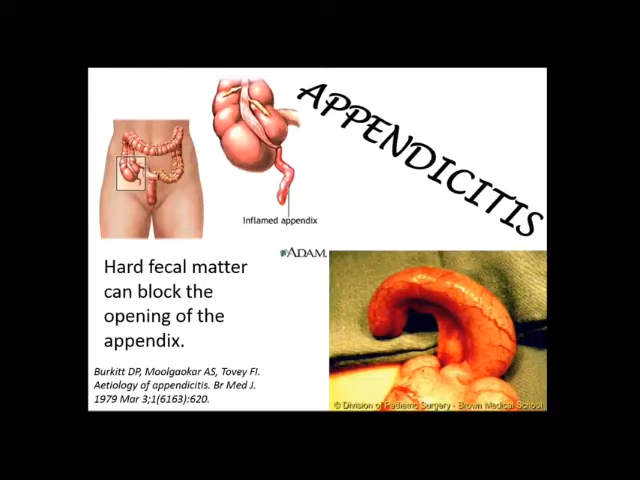 APPENDICITIS
Inflamed appendix
ADAM
Hard fecal matter
can block the
opening of the
appendix.
Burkitt DP, Moolgaokar AS, Tovey FI.
Aetiology of appendicitis. Br Med J.
1979 Mar 3;1(6163):620.
© Division of Pediatric Surgery - Brown Medical School